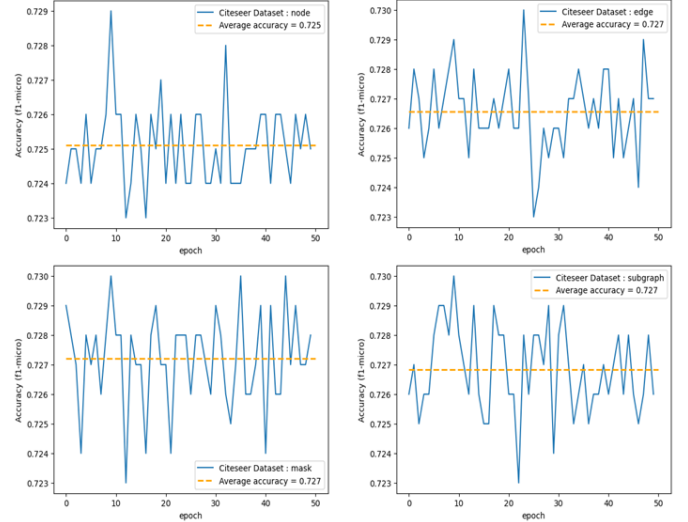 Citeseer Dataset : node
Average accuracy = 0.725
0.729
0.728
0.727
0.726
0.725
0.724
0.723
Accuracy (f1-micro)
0 10 20 30 40 50
epoch
Citeseer Dataset : edge
Average accuracy = 0.727
0.730
0.729
0.728
0.727
0.726
0.725
0.724
0.723
Accuracy (f1-micro)
0 10 20 30 40 50
epoch
0.730
0.729
0.728
0.727
0.726
0.725
0.724
0.723
Accuracy (f1-micro)
Citeseer Dataset : mask
Average accuracy = 0.727
0 10 20 30 40 50
epoch
Citeseer Dataset : subgraph
Average accuracy = 0.727
0.730
0.729
0.728
0.727
0.726
0.725
0.724
0.723
Accuracy (f1-micro)
0 10 20 30 40 50
epoch